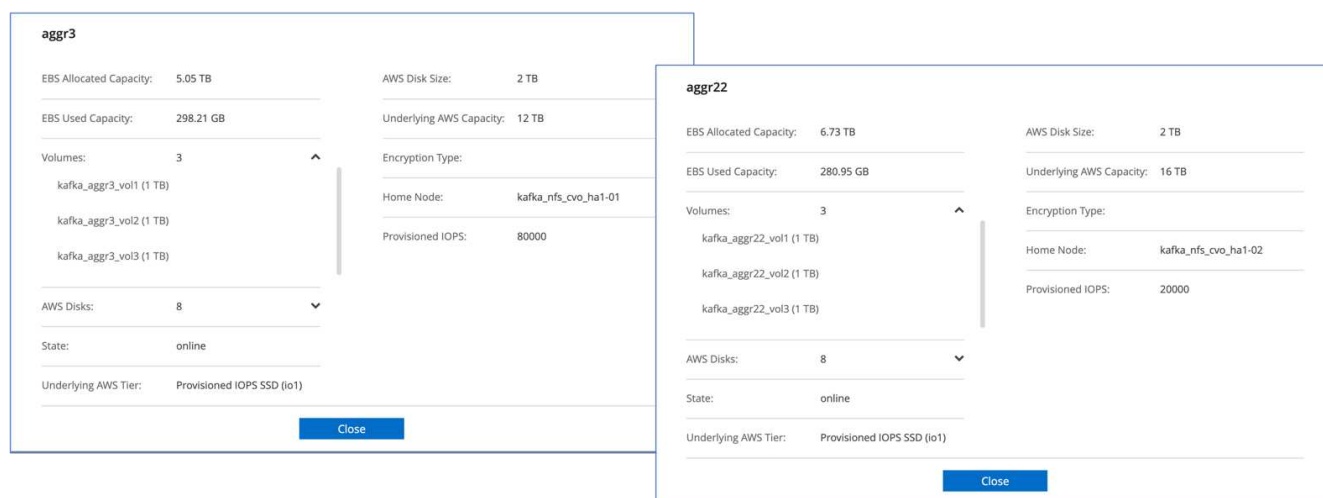 aggr3
EBS Allocated Capacity: 5.05 TB
AWS Disk Size: 2 TB
EBS Used Capacity: 298.21 GB
Underlying AWS Capacity: 12 TB
Volumes: 3
Encryption Type:
kafka_aggr3_vol1 (1 TB)
Home Node: kafka_nfs_cvo_ha1-01
kafka_aggr3_vol2 (1 TB)
Provisioned IOPS: 80000
kafka_aggr3_vol3 (1 TB)
AWS Disks: 8
State: online
Underlying AWS Tier: Provisioned IOPS SSD (io1)
Close
aggr22
EBS Allocated Capacity: 6.73 TB
AWS Disk Size: 2 TB
EBS Used Capacity: 280.95 GB
Underlying AWS Capacity: 16 TB
Volumes: 3
Encryption Type:
kafka_aggr22_vol1 (1 TB)
Home Node: kafka_nfs_cvo_ha1-02
kafka_aggr22_vol2 (1 TB)
Provisioned IOPS: 20000
kafka_aggr22_vol3 (1 TB)
AWS Disks: 8
State: online
Underlying AWS Tier: Provisioned IOPS SSD (io1)
Close